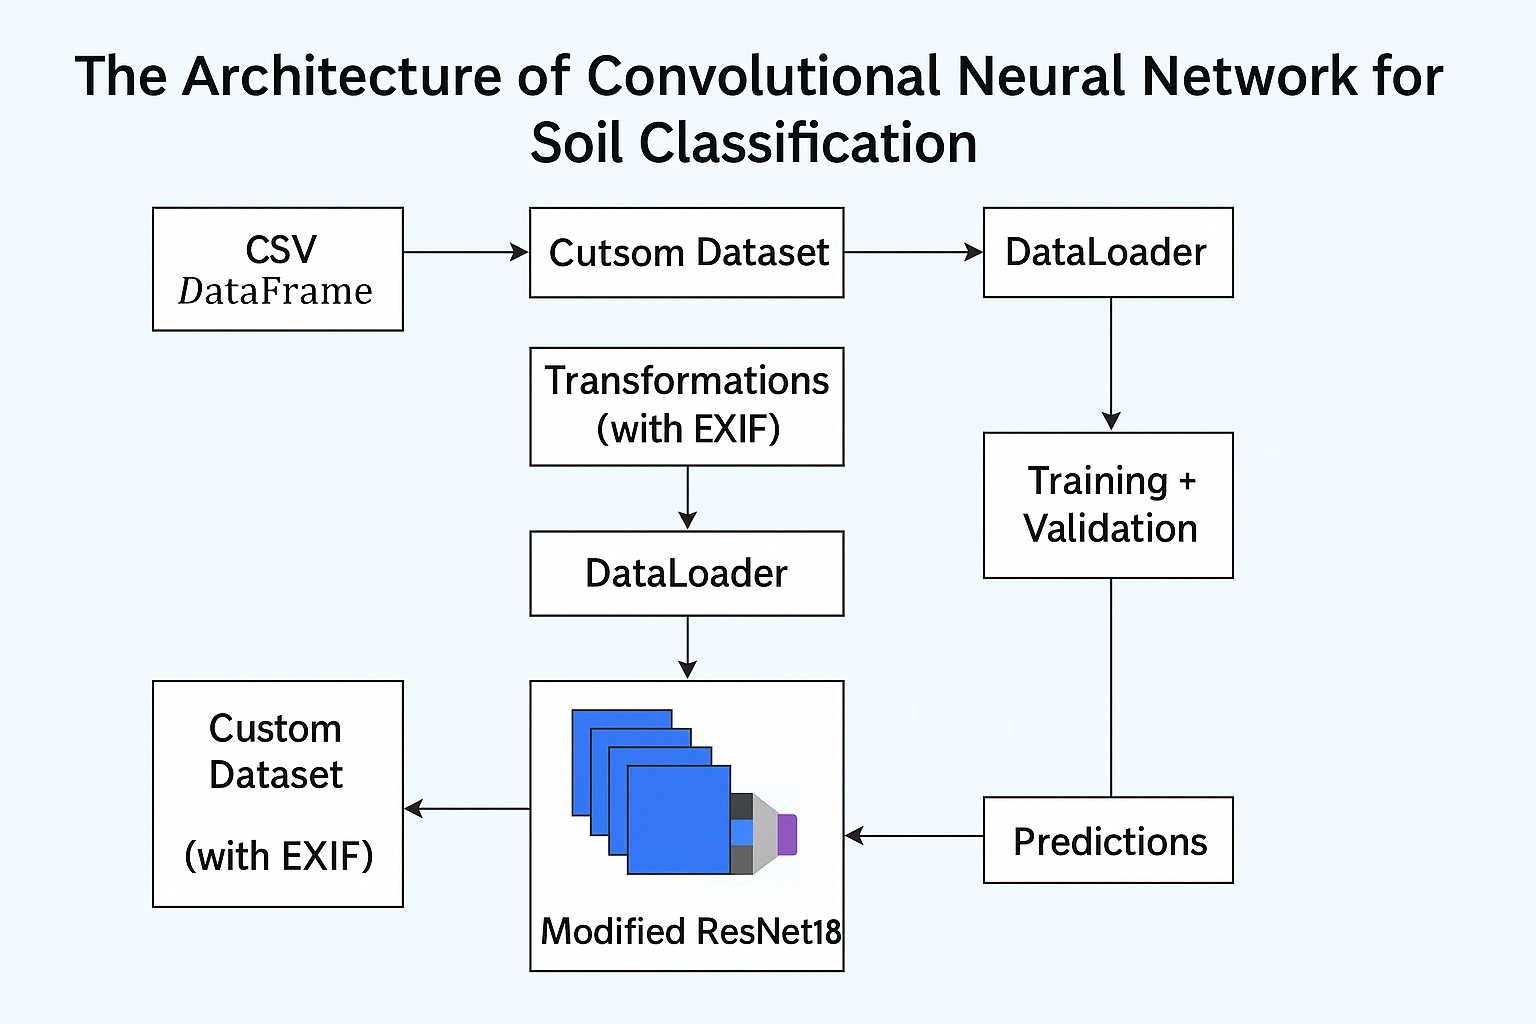 The Architecture of Convolutional Neural Network for
Soil Classification
CSV
DataFrame
Cutsom Dataset
DataLoader
Transformations
(with EXIF)
Training +
Validation
DataLoader
Custom
Dataset
(with EXIF)
Modified ResNet18
Predictions